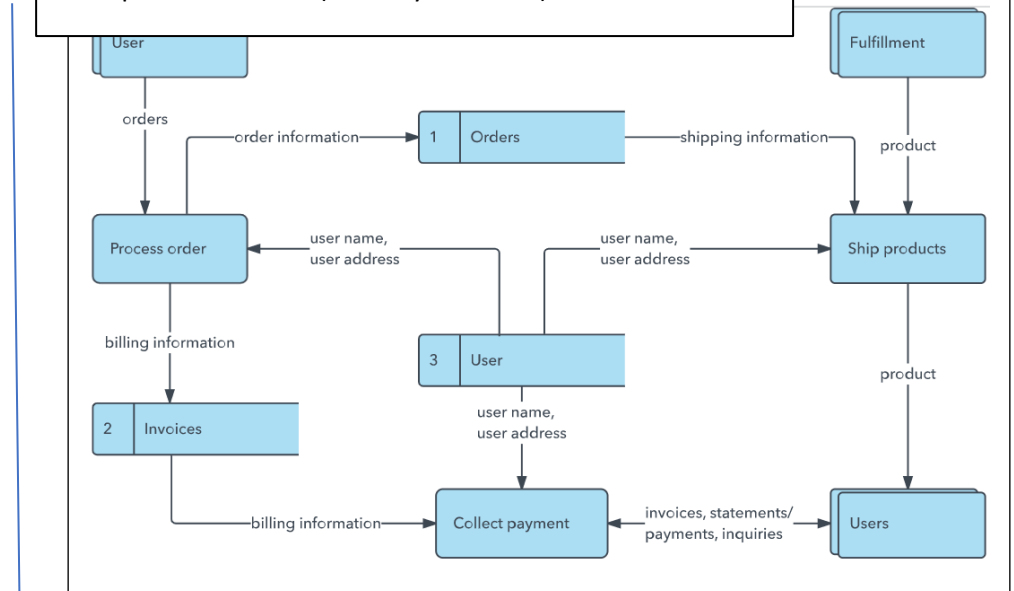 User
Fulfillment
orders
order information
1 Orders
shipping information
product
Process order
user name,
user address
user name,
user address
Ship products
billing information
3 User
product
2 Invoices
user name,
user address
billing information
Collect payment
invoices, statements/
payments, inquiries
Users